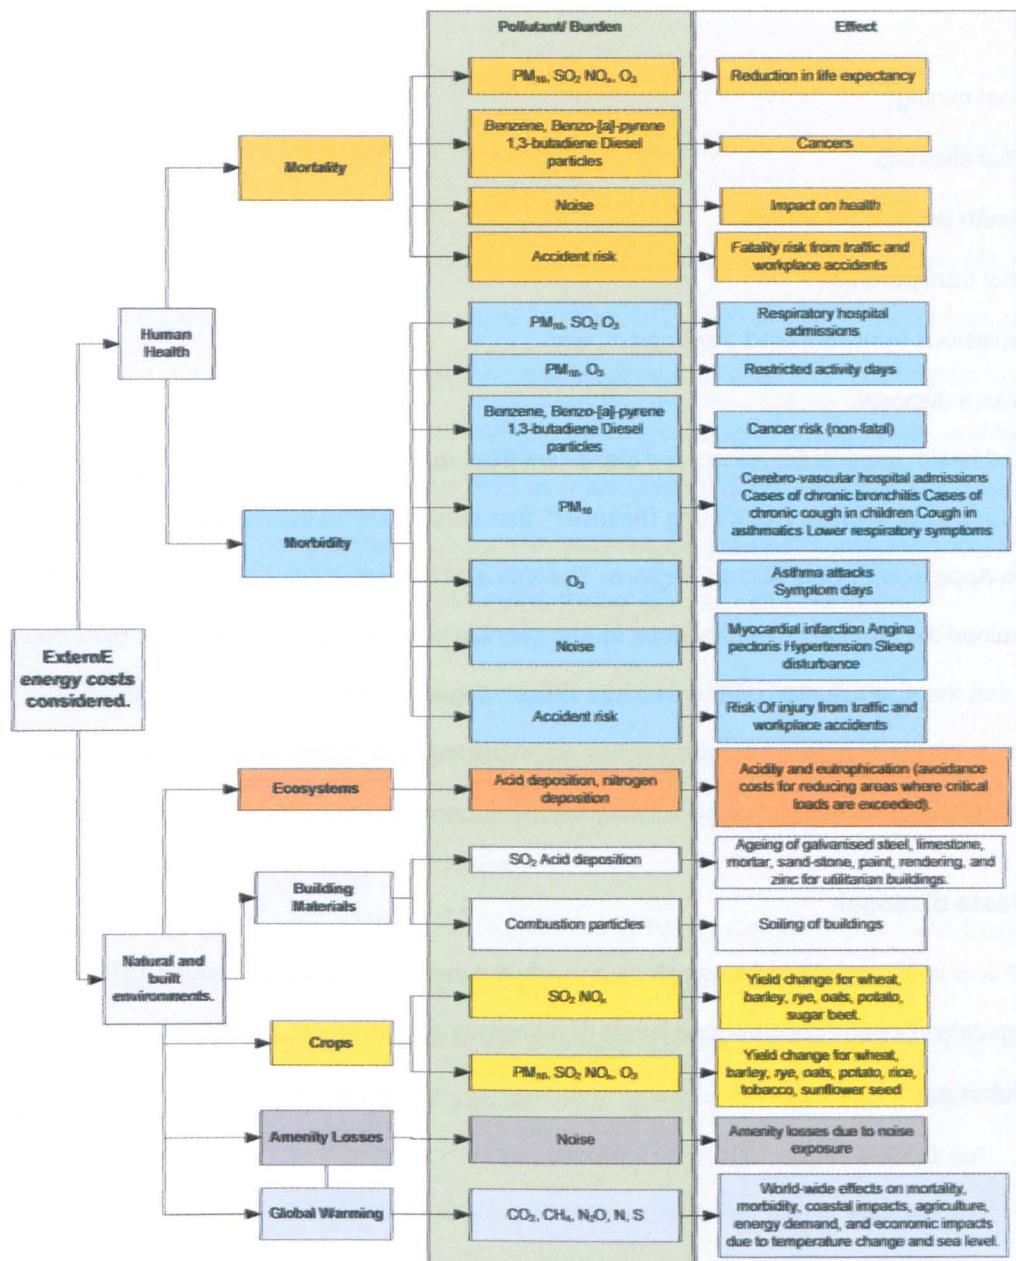 Pollutant/ Burden
Effect
PM₁₀, SO₂ NOₓ, O₃
Reduction in life expectancy
Benzene, Benzo-[a]-pyrene
1,3-butadiene Diesel
particles
Cancers
Mortality
Noise
Impact on health
Accident risk
Fatality risk from traffic and
workplace accidents
Human
Health
PM₁₀, SO₂ O₃
Respiratory hospital
admissions
PM₁₀, O₃
Restricted activity days
Benzene, Benzo-[a]-pyrene
1,3-butadiene Diesel
particles
Cancer risk (non-fatal)
PM₁₀
Cerebro-vascular hospital admissions
Cases of chronic bronchitis Cases of
chronic cough in children Cough in
asthmatics Lower respiratory symptoms
Morbidity
O₃
Asthma attacks
Symptom days
Noise
Myocardial infarction Angina
pectoris Hypertension Sleep
disturbance
Accident risk
Risk Of injury from traffic and
workplace accidents
ExternE
energy costs
considered.
Ecosystems
Acid deposition, nitrogen
deposition
Acidity and eutrophication (avoidance
costs for reducing areas where critical
loads are exceeded).
Building
Materials
SO₂ Acid deposition
Ageing of galvanised steel, limestone,
mortar, sand-stone, paint, rendering, and
zinc for utilitarian buildings.
Combustion particles
Soiling of buildings
Natural and
built
environments.
Crops
SO₂ NOₓ
Yield change for wheat,
barley, rye, oats, potato,
sugar beet.
PM₁₀, SO₂ NOₓ, O₃
Yield change for wheat,
barley, rye, oats, potato, rice,
tobacco, sunflower seed
Amenity Losses
Noise
Amenity losses due to noise
exposure
Global Warming
CO₂, CH₄, N₂O, N, S
World-wide effects on mortality,
morbidity, coastal impacts, agriculture,
energy demand, and economic impacts
due to temperature change and sea level.